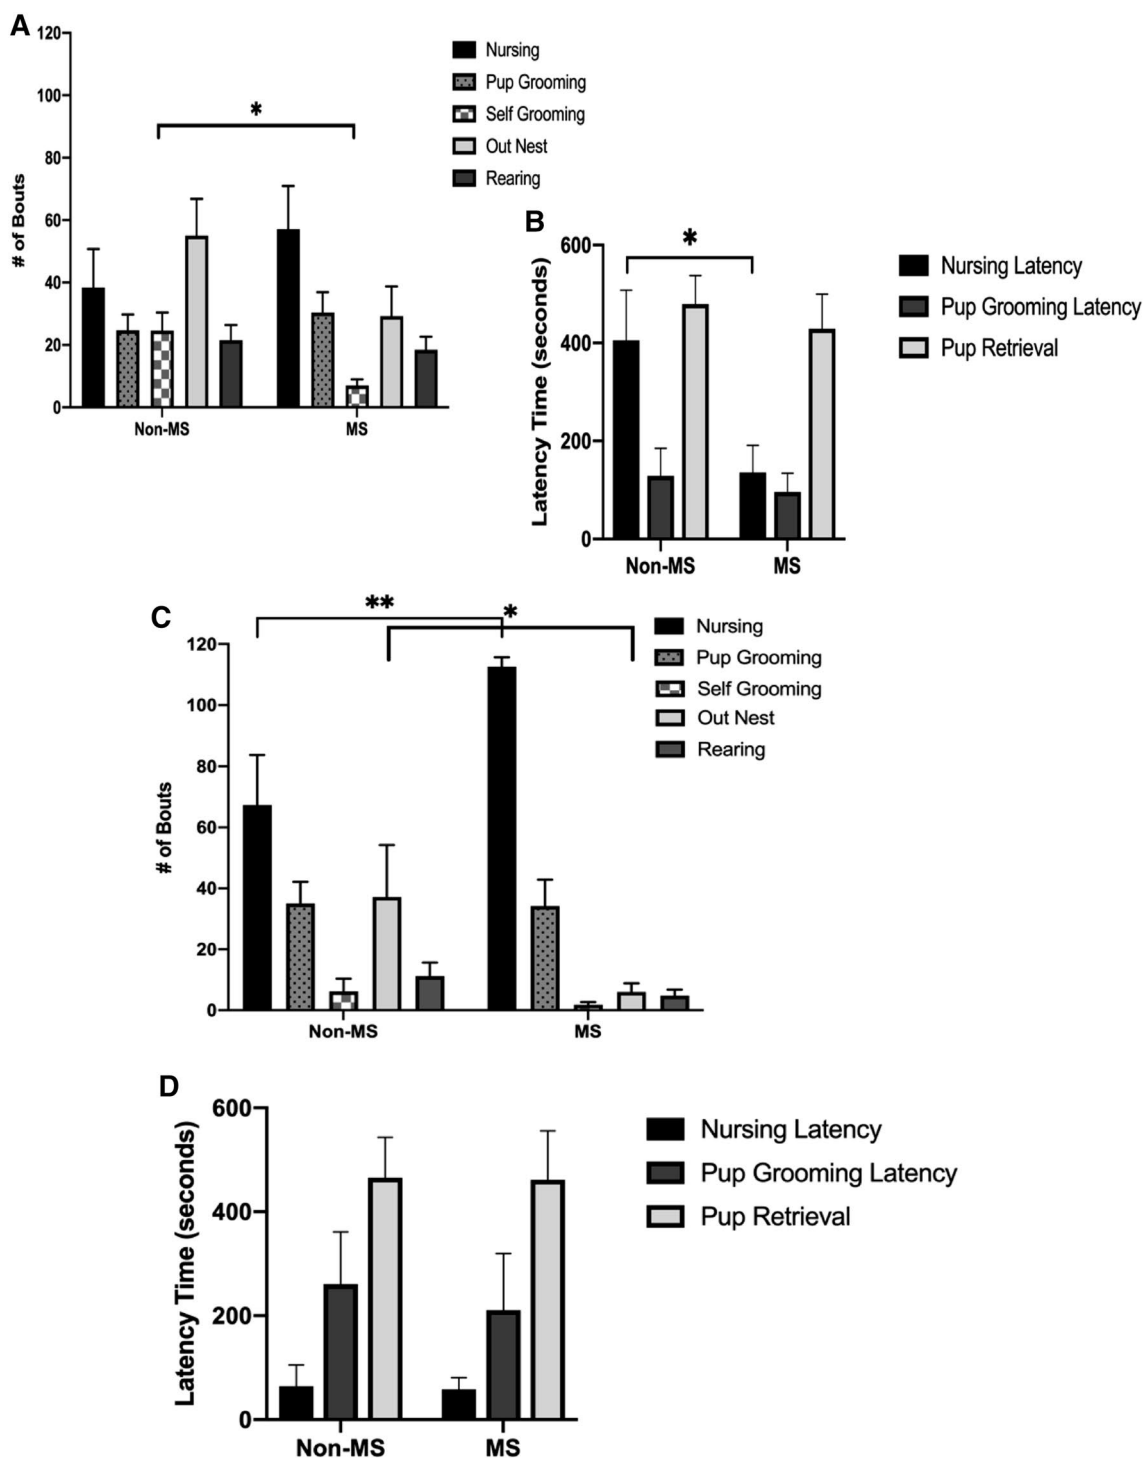 A
120
100
80
60
40
20
0
# of Bouts
*
Non-MS
MS
Nursing
Pup Grooming
Self Grooming
Out Nest
Rearing
B
600
400
200
0
Latency Time (seconds)
*
Non-MS
MS
Nursing Latency
Pup Grooming Latency
Pup Retrieval
C
120
100
80
60
40
20
0
# of Bouts
**
*
Non-MS
MS
Nursing
Pup Grooming
Self Grooming
Out Nest
Rearing
D
600
400
200
0
Latency Time (seconds)
Non-MS
MS
Nursing Latency
Pup Grooming Latency
Pup Retrieval